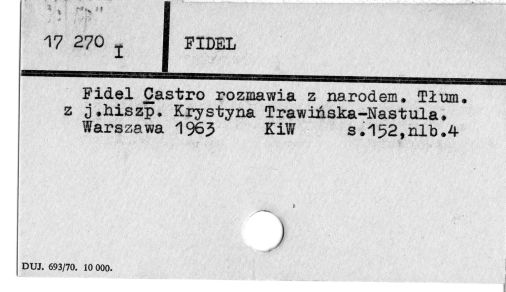 17 270 I
FIDEL
Fidel Castro rozmawia z narodem. Tłum.
z j.hiszp. Krystyna Trawińska-Nastula.
Warszawa 1963 KiW s.152,nlb.4
DUJ. 693/70. 10 000.